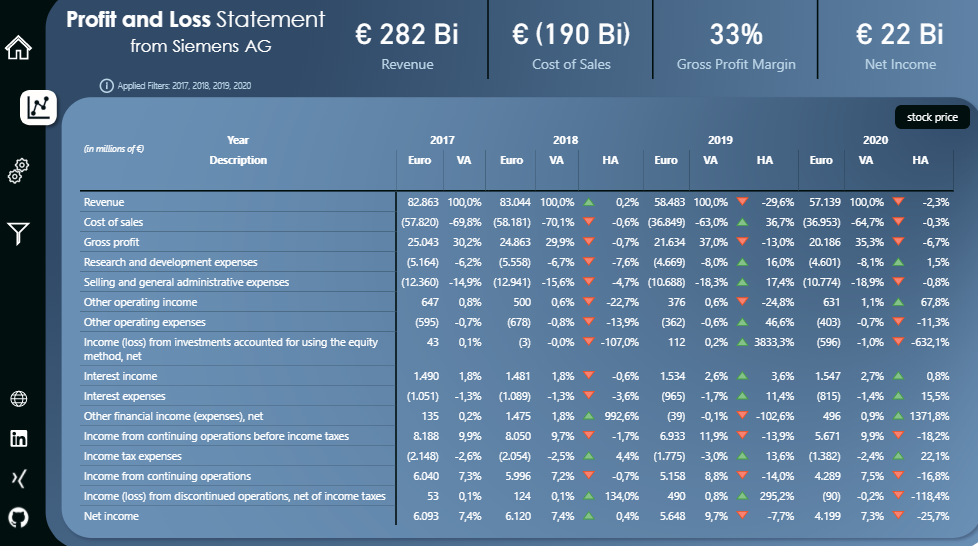 Profit and Loss Statement
from Siemens AG
Applied Filters: 2017, 2018, 2019, 2020
€ 282 Bi
Revenue
€ (190 Bi)
Cost of Sales
33%
Gross Profit Margin
€ 22 Bi
Net Income
stock price
(in millions of €)
Year 2017 2018 2019 2020
Description Euro VA Euro VA HA Euro VA HA Euro VA HA
Revenue 82.863 100,0% 83.044 100,0% 0,2% 58.483 100,0% -29,6% 57.139 100,0% -2,3%
Cost of sales (57.820) -69,8% (58.181) -70,1% -0,6% (36.849) -63,0% 36,7% (36.953) -64,7% -0,3%
Gross profit 25.043 30,2% 24.863 29,9% -0,7% 21.634 37,0% -13,0% 20.186 35,3% -6,7%
Research and development expenses (5.164) -6,2% (5.558) -6,7% -7,6% (4.669) -8,0% 16,0% (4.601) -8,1% 1,5%
Selling and general administrative expenses (12.360) -14,9% (12.941) -15,6% -4,7% (10.688) -18,3% 17,4% (10.774) -18,9% -0,8%
Other operating income 647 0,8% 500 0,6% -22,7% 376 0,6% -24,8% 631 1,1% 67,8%
Other operating expenses (595) -0,7% (678) -0,8% -13,9% (362) -0,6% 46,6% (403) -0,7% -11,3%
Income (loss) from investments accounted for using the equity
method, net 43 0,1% (3) -0,0% -107,0% 112 0,2% 3833,3% (596) -1,0% -632,1%
Interest income 1.490 1,8% 1.481 1,8% -0,6% 1.534 2,6% 3,6% 1.547 2,7% 0,8%
Interest expenses (1.051) -1,3% (1.089) -1,3% -3,6% (965) -1,7% 11,4% (815) -1,4% 15,5%
Other financial income (expenses), net 135 0,2% 1.475 1,8% 992,6% (39) -0,1% -102,6% 496 0,9% 1371,8%
Income from continuing operations before income taxes 8.188 9,9% 8.050 9,7% -1,7% 6.933 11,9% -13,9% 5.671 9,9% -18,2%
Income tax expenses (2.148) -2,6% (2.054) -2,5% 4,4% (1.775) -3,0% 13,6% (1.382) -2,4% 22,1%
Income from continuing operations 6.040 7,3% 5.996 7,2% -0,7% 5.158 8,8% -14,0% 4.289 7,5% -16,8%
Income (loss) from discontinued operations, net of income taxes 53 0,1% 124 0,1% 134,0% 490 0,8% 295,2% (90) -0,2% -118,4%
Net income 6.093 7,4% 6.120 7,4% 0,4% 5.648 9,7% -7,7% 4.199 7,3% -25,7%